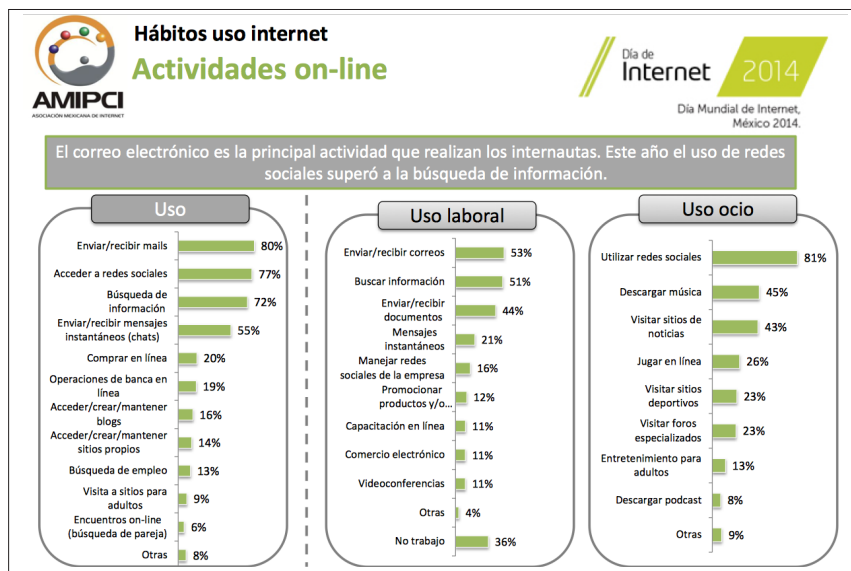 Hábitos uso internet
Actividades on-line
AMIPCI
ASOCIACIÓN MEXICANA DE INTERNET
Día de
Internet
2014
Día Mundial de Internet,
México 2014.
El correo electrónico es la principal actividad que realizan los internautas. Este año el uso de redes
sociales superó a la búsqueda de información.
Uso
Enviar/recibir mails 80%
Acceder a redes sociales 77%
Búsqueda de
información 72%
Enviar/recibir mensajes
instantáneos (chats) 55%
Comprar en línea 20%
Operaciones de banca en
línea 19%
Acceder/crear/mantener
blogs 16%
Acceder/crear/mantener
sitios propios 14%
Búsqueda de empleo 13%
Visita a sitios para
adultos 9%
Encuentros on-line
(búsqueda de pareja) 6%
Otras 8%
Uso laboral
Enviar/recibir correos 53%
Buscar información 51%
Enviar/recibir
documentos 44%
Mensajes
instantáneos 21%
Manejar redes
sociales de la empresa 16%
Promocionar
productos y/o... 12%
Capacitación en línea 11%
Comercio electrónico 11%
Videoconferencias 11%
Otras 4%
No trabajo 36%
Uso ocio
Utilizar redes sociales 81%
Descargar música 45%
Visitar sitios de
noticias 43%
Jugar en línea 26%
Visitar sitios
deportivos 23%
Visitar foros
especializados 23%
Entretenimiento para
adultos 13%
Descargar podcast 8%
Otras 9%